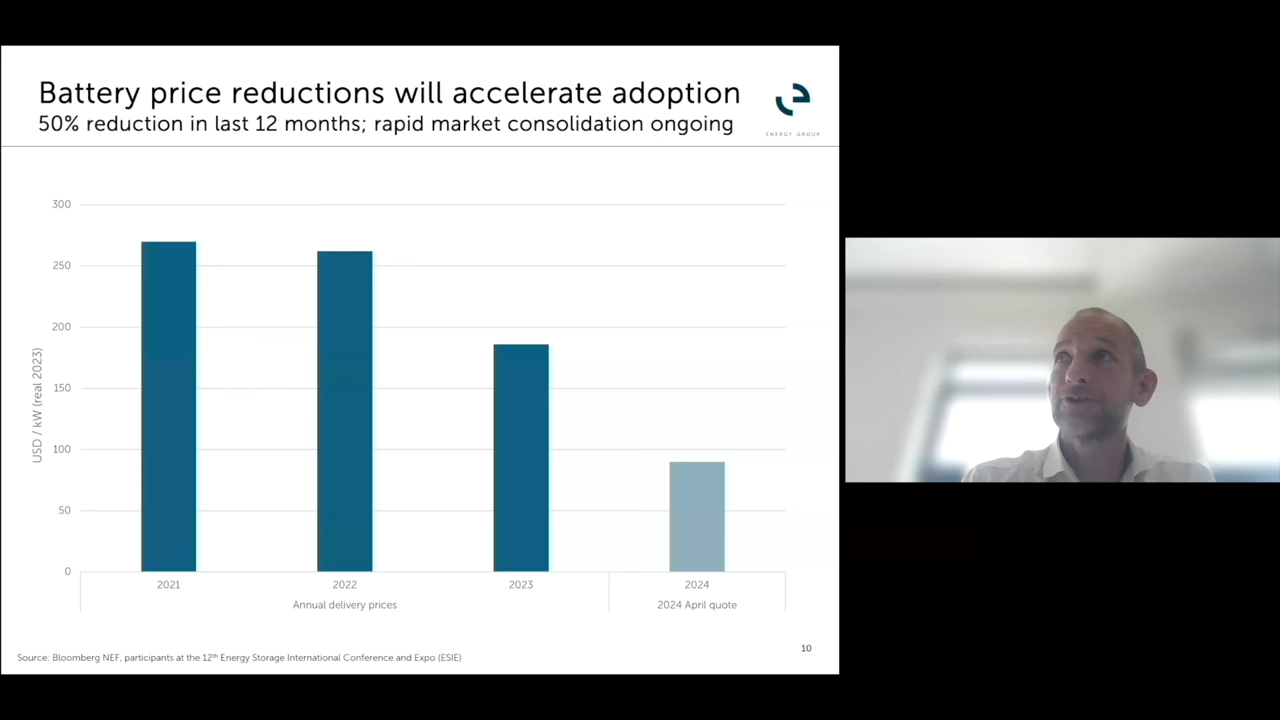 Battery price reductions will accelerate adoption
50% reduction in last 12 months; rapid market consolidation ongoing
ENERGY GROUP
300
250
200
150
100
50
0
USD / kW (real 2023)
2021
2022
2023
2024
Annual delivery prices
2024 April quote
10
Source: Bloomberg NEF, participants at the 12th Energy Storage International Conference and Expo (ESIE)